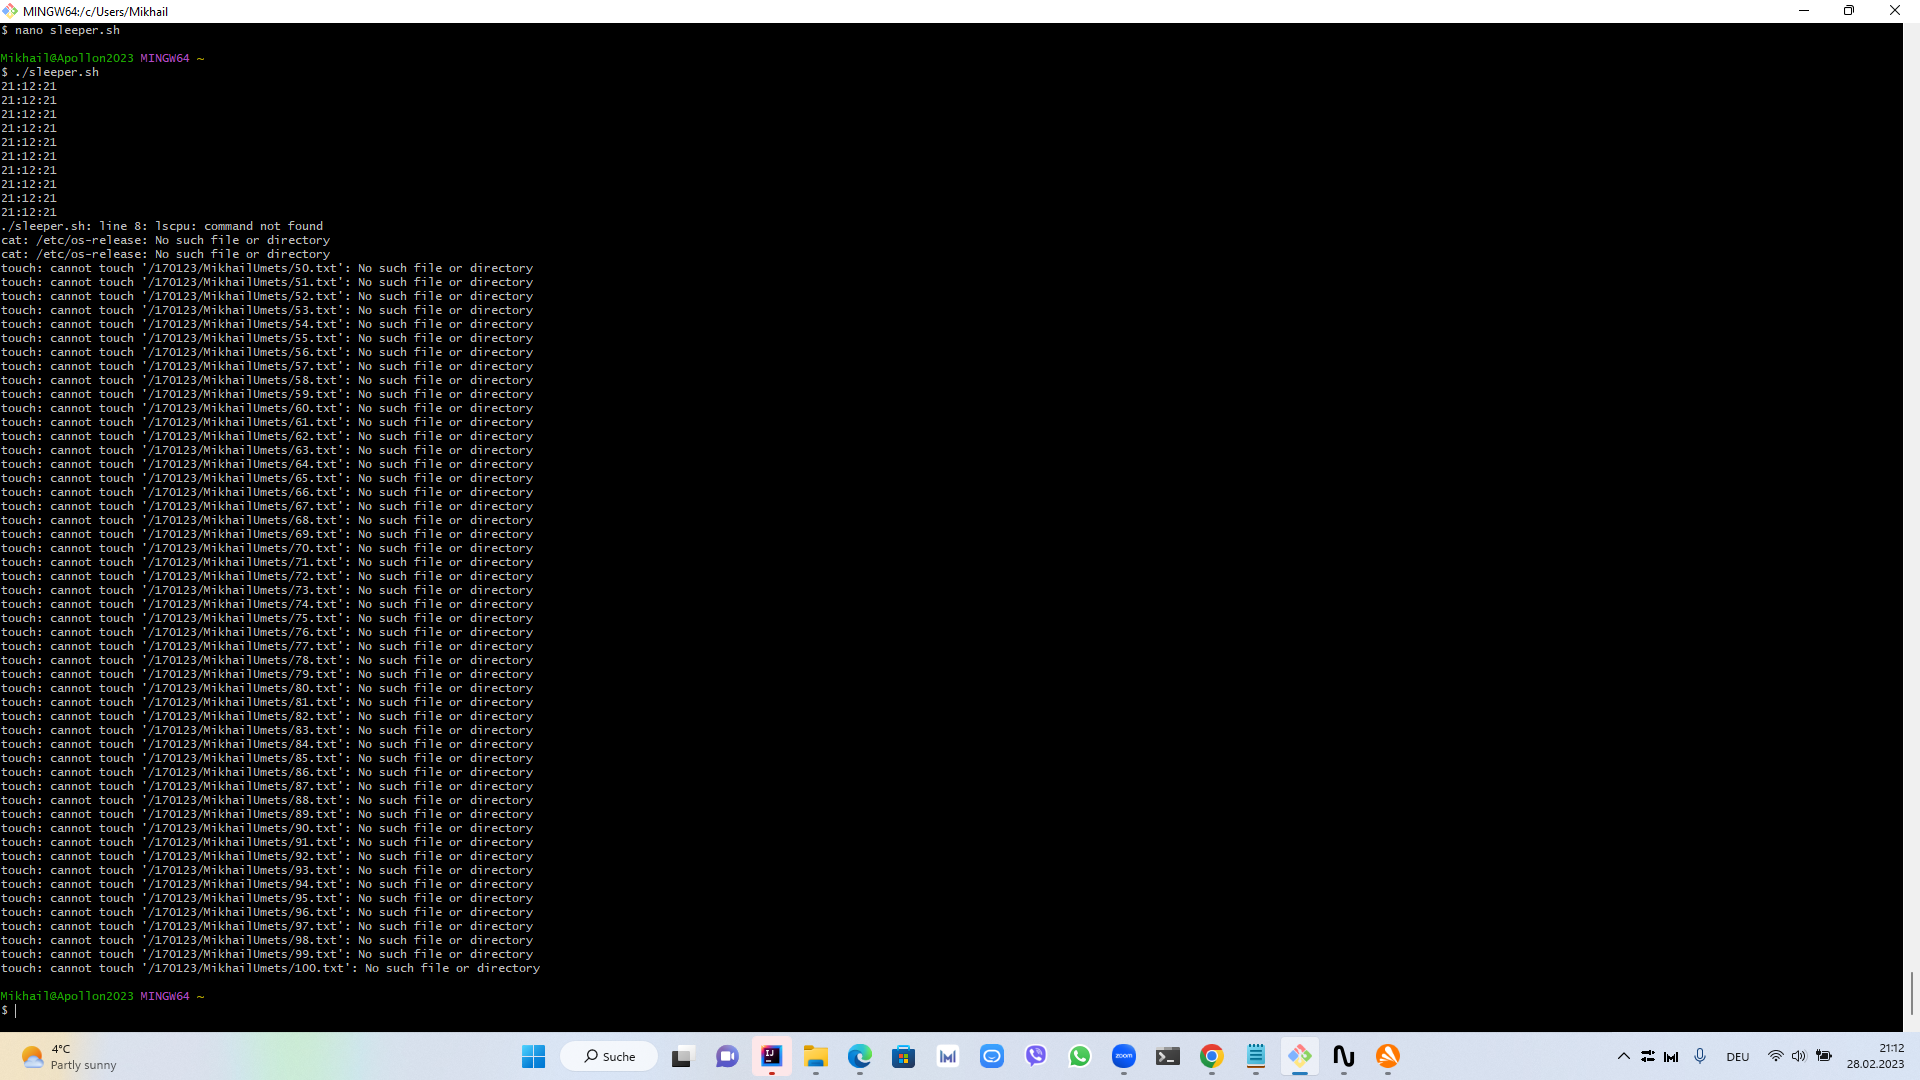 MINGW64:/c/Users/Mikhail
$ nano sleeper.sh
Mikhail@Apollon2023 MINGW64 ~
$ ./sleeper.sh
21:12:21
21:12:21
21:12:21
21:12:21
21:12:21
21:12:21
21:12:21
21:12:21
21:12:21
21:12:21
./sleeper.sh: line 8: lscpu: command not found
cat: /etc/os-release: No such file or directory
cat: /etc/os-release: No such file or directory
touch: cannot touch '/170123/MikhailUmets/50.txt': No such file or directory
touch: cannot touch '/170123/MikhailUmets/51.txt': No such file or directory
touch: cannot touch '/170123/MikhailUmets/52.txt': No such file or directory
touch: cannot touch '/170123/MikhailUmets/53.txt': No such file or directory
touch: cannot touch '/170123/MikhailUmets/54.txt': No such file or directory
touch: cannot touch '/170123/MikhailUmets/55.txt': No such file or directory
touch: cannot touch '/170123/MikhailUmets/56.txt': No such file or directory
touch: cannot touch '/170123/MikhailUmets/57.txt': No such file or directory
touch: cannot touch '/170123/MikhailUmets/58.txt': No such file or directory
touch: cannot touch '/170123/MikhailUmets/59.txt': No such file or directory
touch: cannot touch '/170123/MikhailUmets/60.txt': No such file or directory
touch: cannot touch '/170123/MikhailUmets/61.txt': No such file or directory
touch: cannot touch '/170123/MikhailUmets/62.txt': No such file or directory
touch: cannot touch '/170123/MikhailUmets/63.txt': No such file or directory
touch: cannot touch '/170123/MikhailUmets/64.txt': No such file or directory
touch: cannot touch '/170123/MikhailUmets/65.txt': No such file or directory
touch: cannot touch '/170123/MikhailUmets/66.txt': No such file or directory
touch: cannot touch '/170123/MikhailUmets/67.txt': No such file or directory
touch: cannot touch '/170123/MikhailUmets/68.txt': No such file or directory
touch: cannot touch '/170123/MikhailUmets/69.txt': No such file or directory
touch: cannot touch '/170123/MikhailUmets/70.txt': No such file or directory
touch: cannot touch '/170123/MikhailUmets/71.txt': No such file or directory
touch: cannot touch '/170123/MikhailUmets/72.txt': No such file or directory
touch: cannot touch '/170123/MikhailUmets/73.txt': No such file or directory
touch: cannot touch '/170123/MikhailUmets/74.txt': No such file or directory
touch: cannot touch '/170123/MikhailUmets/75.txt': No such file or directory
touch: cannot touch '/170123/MikhailUmets/76.txt': No such file or directory
touch: cannot touch '/170123/MikhailUmets/77.txt': No such file or directory
touch: cannot touch '/170123/MikhailUmets/78.txt': No such file or directory
touch: cannot touch '/170123/MikhailUmets/79.txt': No such file or directory
touch: cannot touch '/170123/MikhailUmets/80.txt': No such file or directory
touch: cannot touch '/170123/MikhailUmets/81.txt': No such file or directory
touch: cannot touch '/170123/MikhailUmets/82.txt': No such file or directory
touch: cannot touch '/170123/MikhailUmets/83.txt': No such file or directory
touch: cannot touch '/170123/MikhailUmets/84.txt': No such file or directory
touch: cannot touch '/170123/MikhailUmets/85.txt': No such file or directory
touch: cannot touch '/170123/MikhailUmets/86.txt': No such file or directory
touch: cannot touch '/170123/MikhailUmets/87.txt': No such file or directory
touch: cannot touch '/170123/MikhailUmets/88.txt': No such file or directory
touch: cannot touch '/170123/MikhailUmets/89.txt': No such file or directory
touch: cannot touch '/170123/MikhailUmets/90.txt': No such file or directory
touch: cannot touch '/170123/MikhailUmets/91.txt': No such file or directory
touch: cannot touch '/170123/MikhailUmets/92.txt': No such file or directory
touch: cannot touch '/170123/MikhailUmets/93.txt': No such file or directory
touch: cannot touch '/170123/MikhailUmets/94.txt': No such file or directory
touch: cannot touch '/170123/MikhailUmets/95.txt': No such file or directory
touch: cannot touch '/170123/MikhailUmets/96.txt': No such file or directory
touch: cannot touch '/170123/MikhailUmets/97.txt': No such file or directory
touch: cannot touch '/170123/MikhailUmets/98.txt': No such file or directory
touch: cannot touch '/170123/MikhailUmets/99.txt': No such file or directory
touch: cannot touch '/170123/MikhailUmets/100.txt': No such file or directory
Mikhail@Apollon2023 MINGW64 ~
$
4°C
Partly sunny
Suche
IJ
zoom
DEU
21:12
28.02.2023